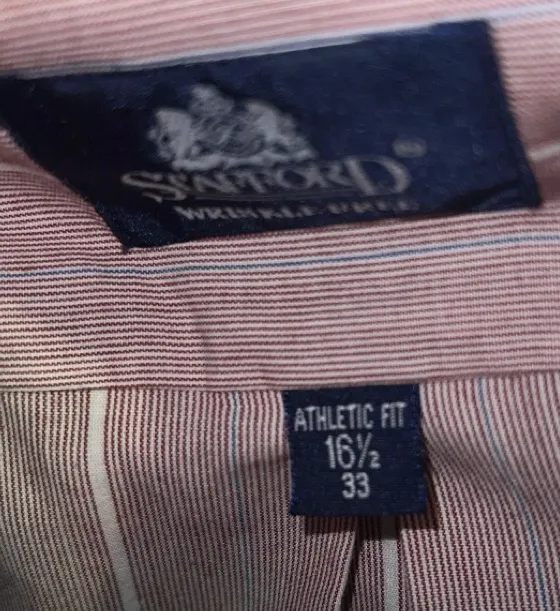 STAFFORD®
WRINKLE-FREE
ATHLETIC FIT
16½
33